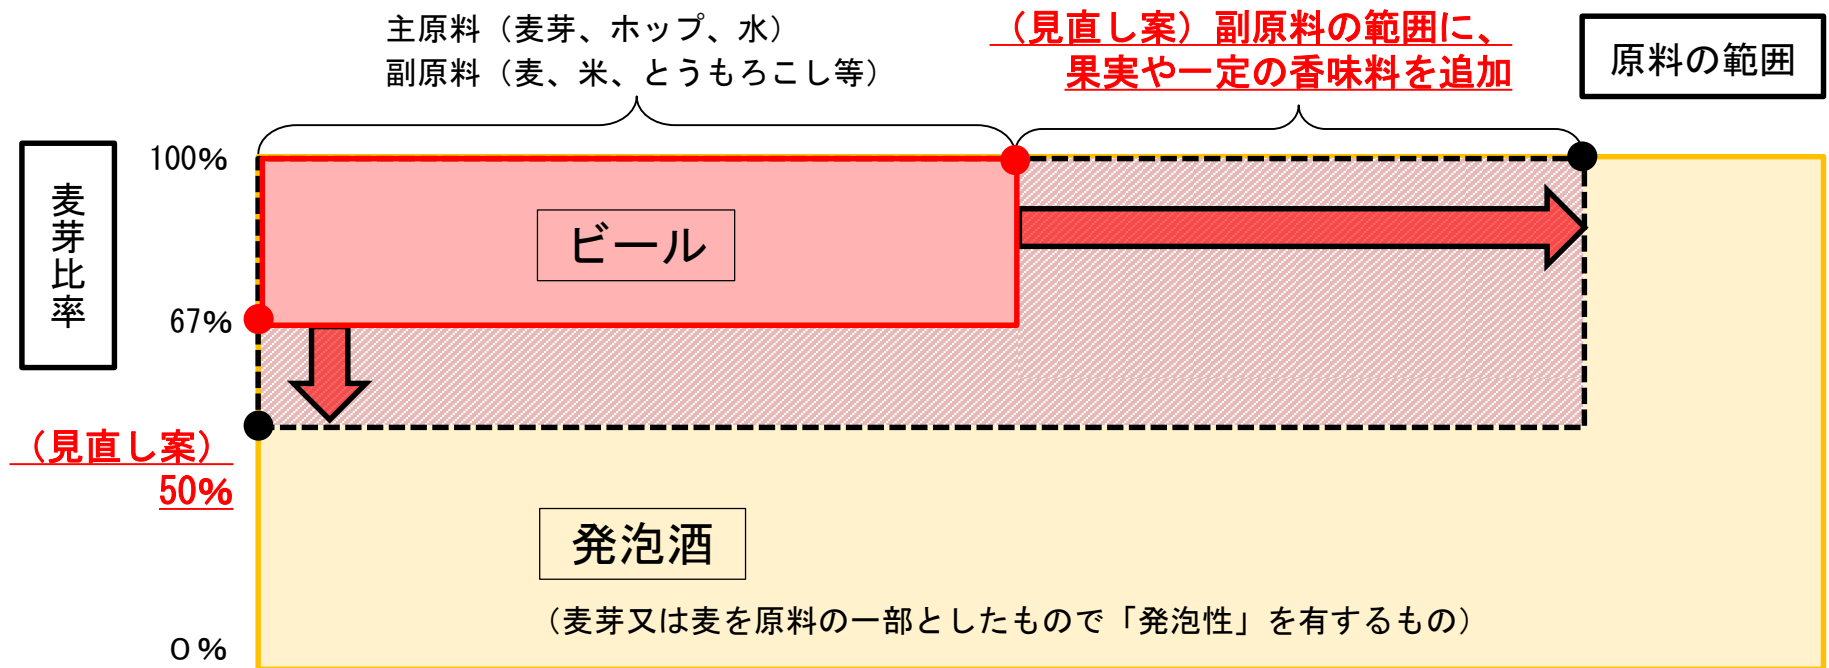 主原料（麦芽、ホップ、水）
副原料（麦、米、とうもろこし等）
（見直し案）副原料の範囲に、
果実や一定の香味料を追加
原料の範囲
麦芽比率
100%
67%
（見直し案）
50%
0%
ビール
発泡酒
（麦芽又は麦を原料の一部としたもので「発泡性」を有するもの）